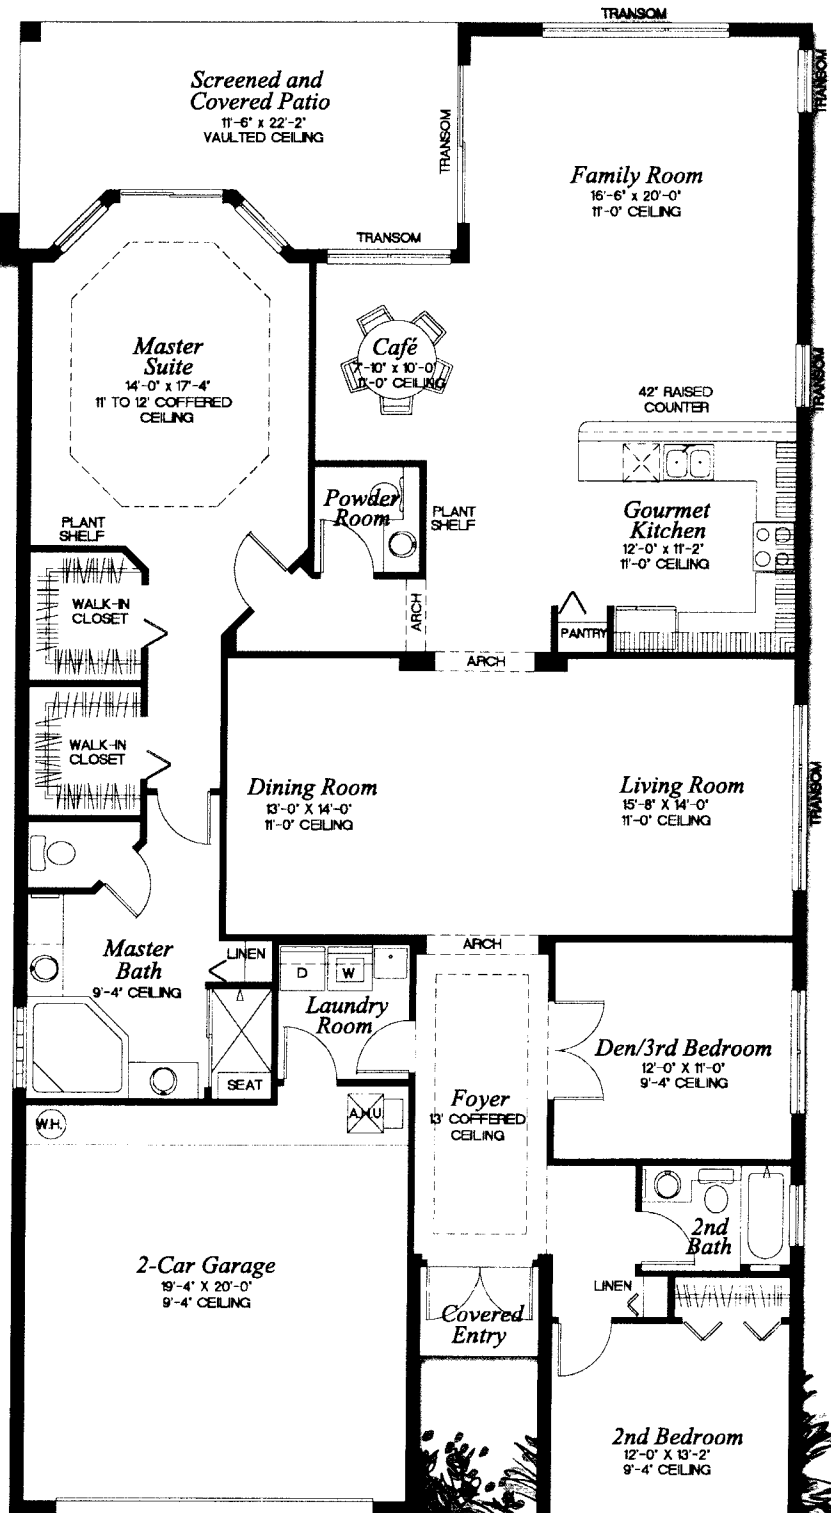 TRANSOM
Screened and
Covered Patio
11'-6" x 22'-2"
VAULTED CEILING
TRANSOM
TRANSOM
Family Room
16'-6" x 20'-0"
11'-0" CEILING
TRANSOM
Master
Suite
14'-0" x 17'-4"
11' TO 12' COFFERED
CEILING
Café
7'-10" x 10'-0"
11'-0" CEILING
TRANSOM
42" RAISED
COUNTER
PLANT
SHELF
Powder
Room
PLANT
SHELF
Gourmet
Kitchen
12'-0" x 11'-2"
11'-0" CEILING
WALK-IN
CLOSET
ARCH
PANTRY
ARCH
WALK-IN
CLOSET
Dining Room
13'-0" X 14'-0"
11'-0" CEILING
Living Room
15'-8" X 14'-0"
11'-0" CEILING
TRANSOM
ARCH
Master
Bath
9'-4" CEILING
LINEN
D
W
Laundry
Room
SEAT
Den/3rd Bedroom
12'-0" X 11'-0"
9'-4" CEILING
Foyer
13' COFFERED
CEILING
W.H.
A.H.U.
2nd
Bath
2-Car Garage
19'-4" X 20'-0"
9'-4" CEILING
LINEN
Covered
Entry
2nd Bedroom
12'-0" X 13'-2"
9'-4" CEILING